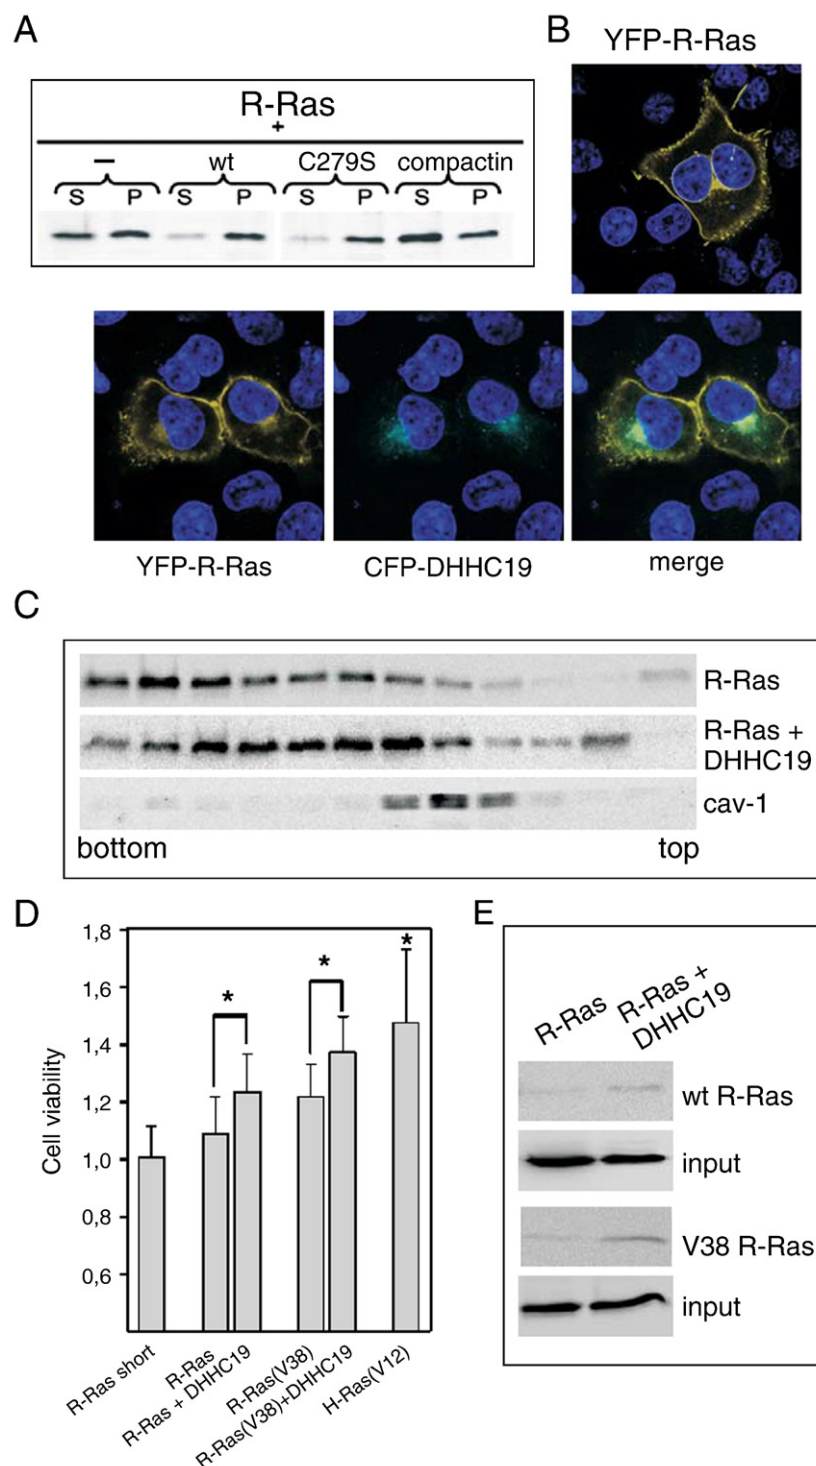 A
R-Ras
+
– wt C279S compactin
S P S P S P S P
B
YFP-R-Ras
YFP-R-Ras
CFP-DHHC19
merge
C
R-Ras
R-Ras +
DHHC19
cav-1
bottom
top
D
Cell viability
1,8
1,6
1,4
1,2
1,0
0,8
0,6
*
*
*
R-Ras short
R-Ras
R-Ras + DHHC19
R-Ras(V38)
R-Ras(V38)+DHHC19
H-Ras(V12)
E
R-Ras
R-Ras +
DHHC19
wt R-Ras
input
V38 R-Ras
input